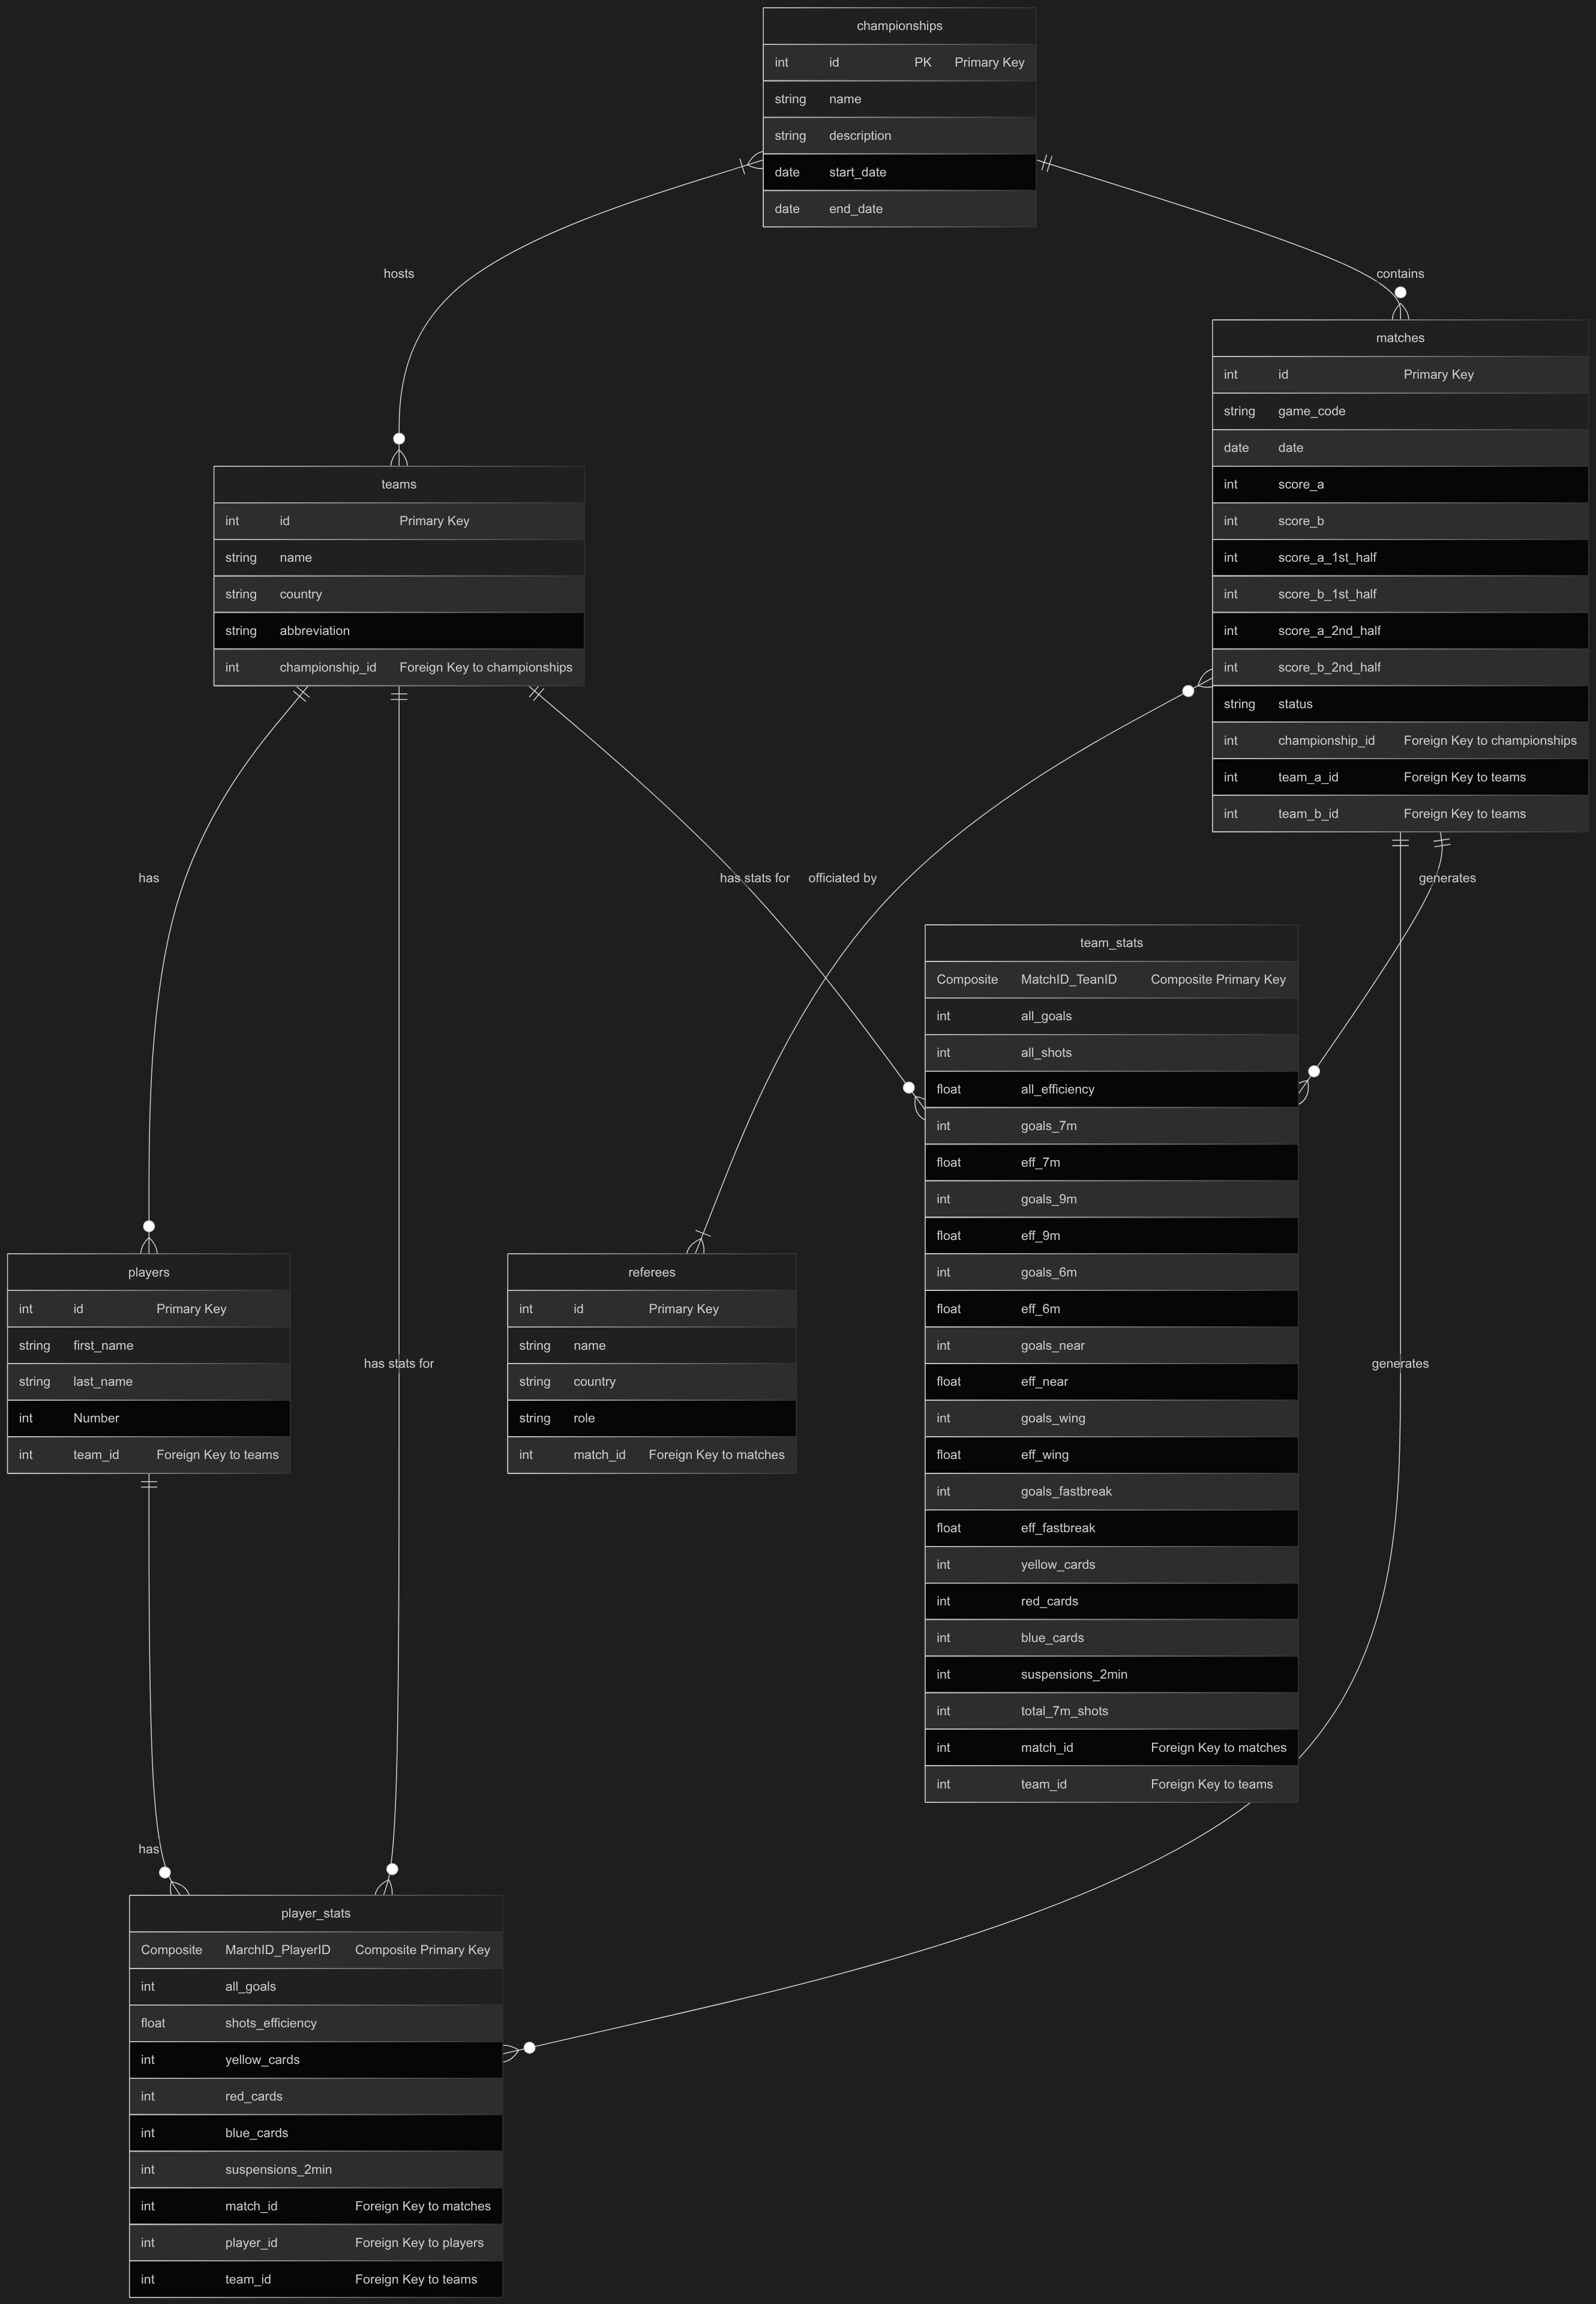 championships
int id PK Primary Key
string name
string description
date start_date
date end_date
hosts
contains
matches
int id Primary Key
string game_code
date date
int score_a
int score_b
int score_a_1st_half
int score_b_1st_half
int score_a_2nd_half
int score_b_2nd_half
string status
int championship_id Foreign Key to championships
int team_a_id Foreign Key to teams
int team_b_id Foreign Key to teams
teams
int id Primary Key
string name
string country
string abbreviation
int championship_id Foreign Key to championships
has
has stats for
officiated by
generates
team_stats
Composite MatchID_TeanID Composite Primary Key
int all_goals
int all_shots
float all_efficiency
int goals_7m
float eff_7m
int goals_9m
float eff_9m
int goals_6m
float eff_6m
int goals_near
float eff_near
int goals_wing
float eff_wing
int goals_fastbreak
float eff_fastbreak
int yellow_cards
int red_cards
int blue_cards
int suspensions_2min
int total_7m_shots
int match_id Foreign Key to matches
int team_id Foreign Key to teams
players
int id Primary Key
string first_name
string last_name
int Number
int team_id Foreign Key to teams
has stats for
referees
int id Primary Key
string name
string country
string role
int match_id Foreign Key to matches
generates
has
player_stats
Composite MarchID_PlayerID Composite Primary Key
int all_goals
float shots_efficiency
int yellow_cards
int red_cards
int blue_cards
int suspensions_2min
int match_id Foreign Key to matches
int player_id Foreign Key to players
int team_id Foreign Key to teams